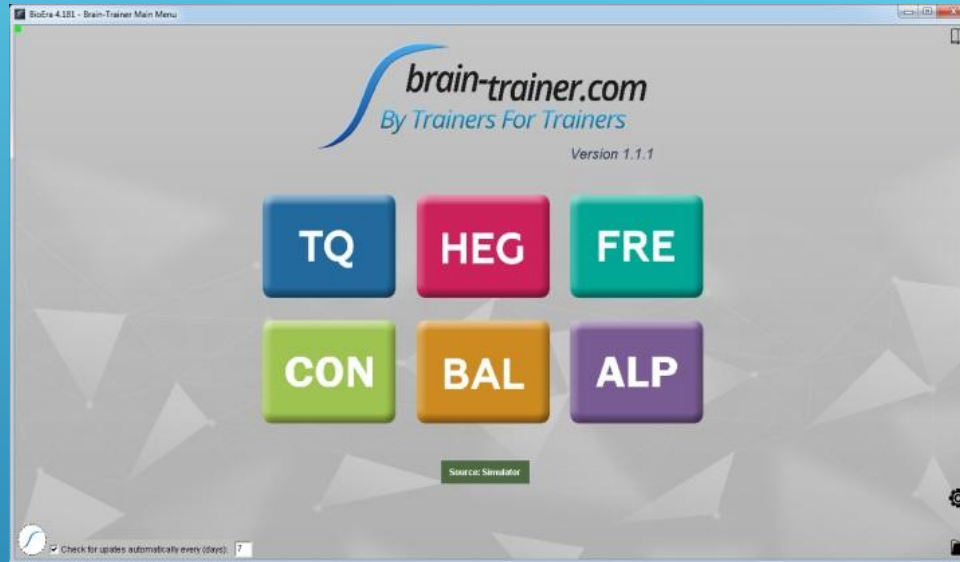 BioEra 4.181 - Brain-Trainer Main Menu
brain-trainer.com
By Trainers For Trainers
Version 1.1.1
TQ HEG FRE
CON BAL ALP
Source: Simulator
Check for upates automatically every (days): 7